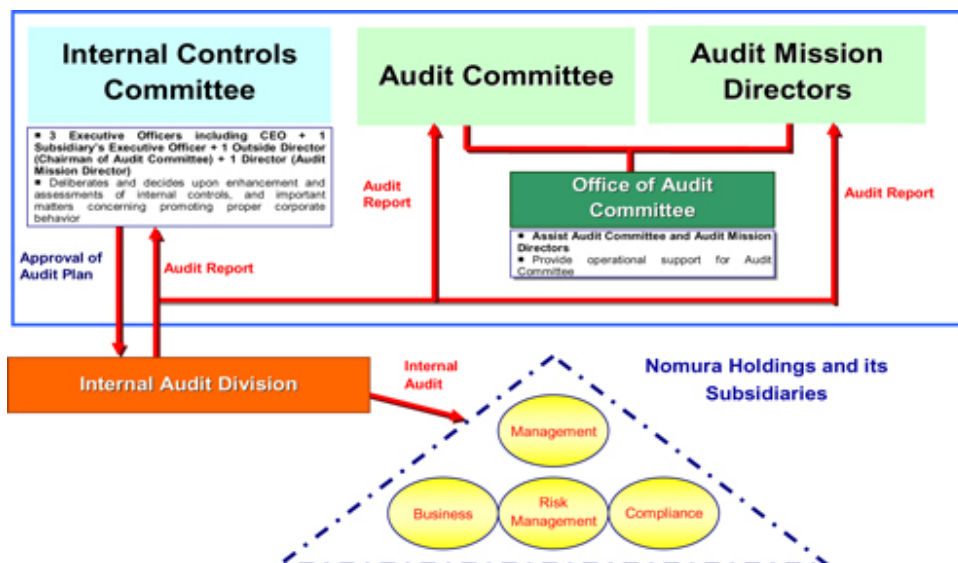 Internal Controls
Committee
■ 3 Executive Officers including CEO + 1
Subsidiary's Executive Officer + 1 Outside Director
(Chairman of Audit Committee) + 1 Director (Audit
Mission Director)
■ Deliberates and decides upon enhancement and
assessments of internal controls, and important
matters concerning promoting proper corporate
behavior
Audit Committee
Audit Mission
Directors
Office of Audit
Committee
■ Assist Audit Committee and Audit Mission
Directors
■ Provide operational support for Audit
Committee
Approval of
Audit Plan
Audit Report
Audit
Report
Audit Report
Internal Audit Division
Internal
Audit
Nomura Holdings and its
Subsidiaries
Management
Business
Risk
Management
Compliance